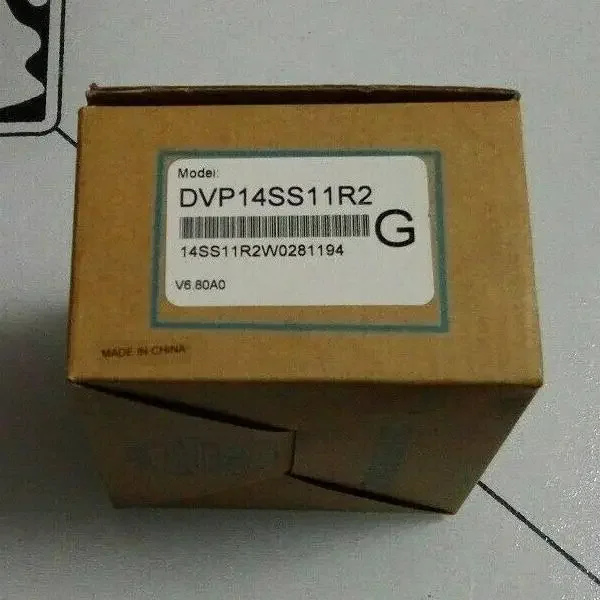 Model:
DVP14SS11R2
G
14SS11R2W0281194
V6.80A0
MADE IN CHINA